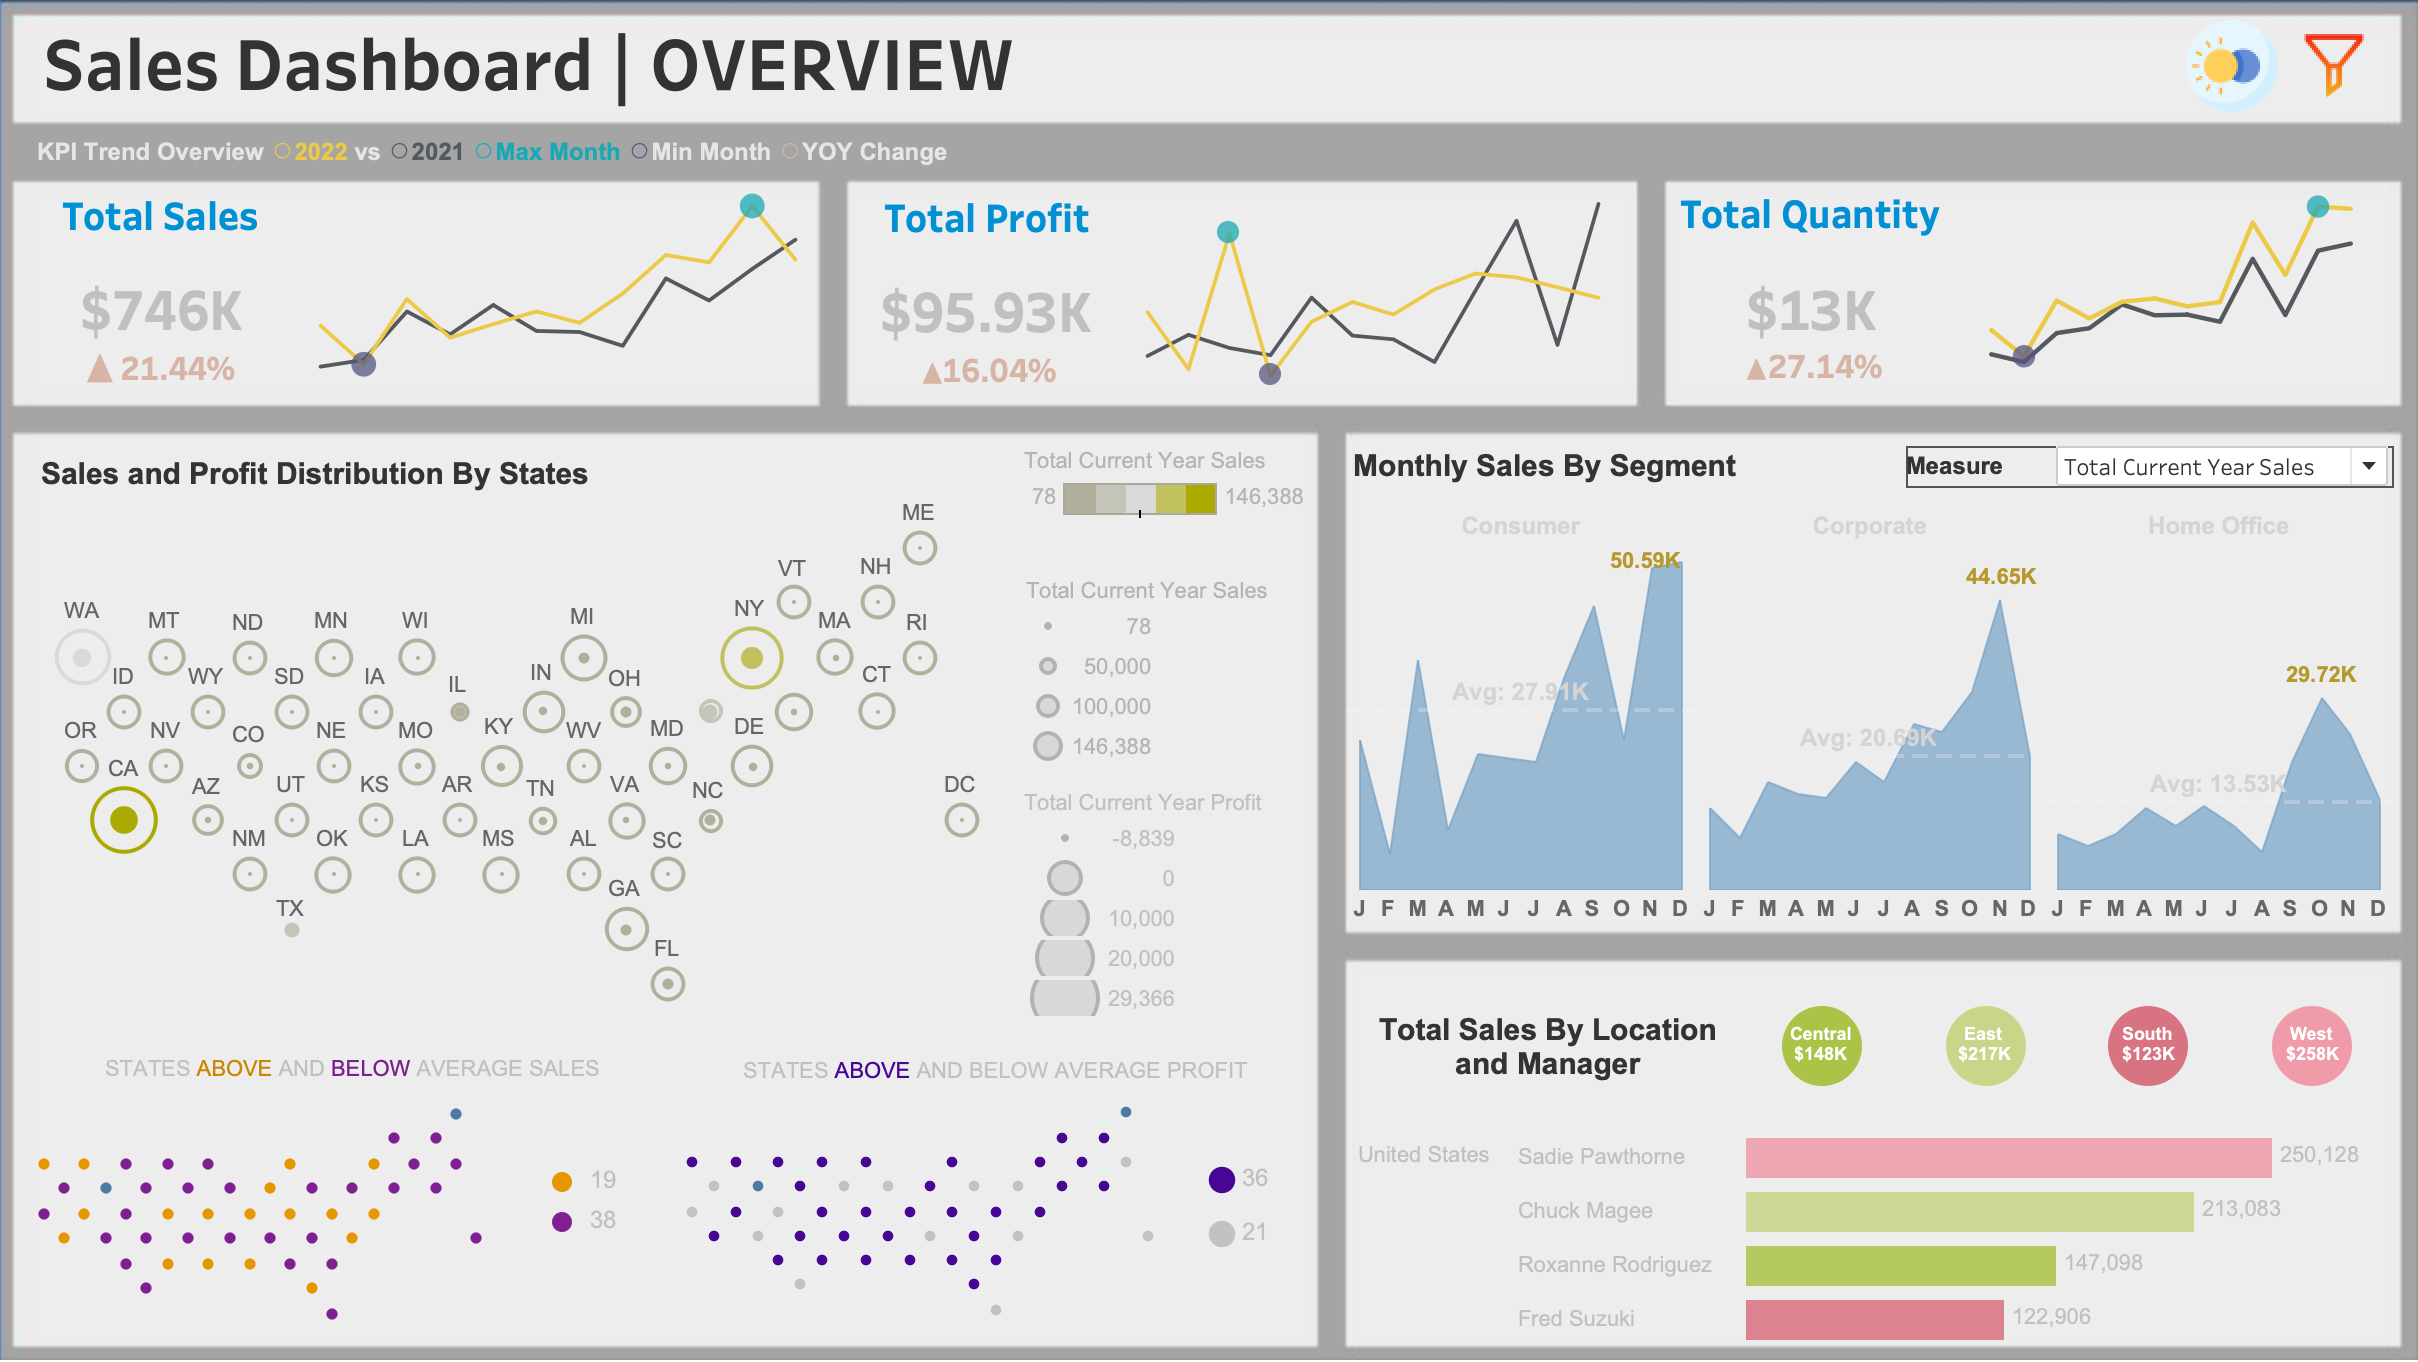 Sales Dashboard | OVERVIEW
KPI Trend Overview 2022 vs 2021 Max Month Min Month YOY Change
Total Sales
$746K
▲ 21.44%
Total Profit
$95.93K
▲16.04%
Total Quantity
$13K
▲27.14%
Sales and Profit Distribution By States
Total Current Year Sales
78 146,388
ME
VT NH
WA MT ND MN WI MI NY MA RI
ID WY SD IA IL IN OH CT
OR NV CO NE MO KY WV MD DE
CA AZ UT KS AR TN VA NC DC
NM OK LA MS AL SC
TX GA
FL
Total Current Year Sales
78
50,000
100,000
146,388
Total Current Year Profit
-8,839
0
10,000
20,000
29,366
STATES ABOVE AND BELOW AVERAGE SALES
19
38
STATES ABOVE AND BELOW AVERAGE PROFIT
36
21
Monthly Sales By Segment
Measure Total Current Year Sales
Consumer Corporate Home Office
50.59K 44.65K 29.72K
Avg: 27.91K Avg: 20.69K Avg: 13.53K
J F M A M J J A S O N D J F M A M J J A S O N D J F M A M J J A S O N D
Total Sales By Location
and Manager
Central
$148K
East
$217K
South
$123K
West
$258K
United States Sadie Pawthorne 250,128
Chuck Magee 213,083
Roxanne Rodriguez 147,098
Fred Suzuki 122,906